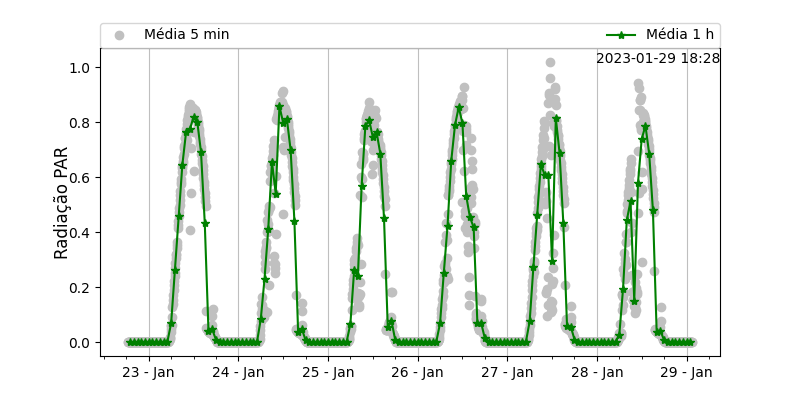 Média 5 min
Média 1 h
2023-01-29 18:28
Radiação PAR
1.0
0.8
0.6
0.4
0.2
0.0
23 - Jan
24 - Jan
25 - Jan
26 - Jan
27 - Jan
28 - Jan
29 - Jan